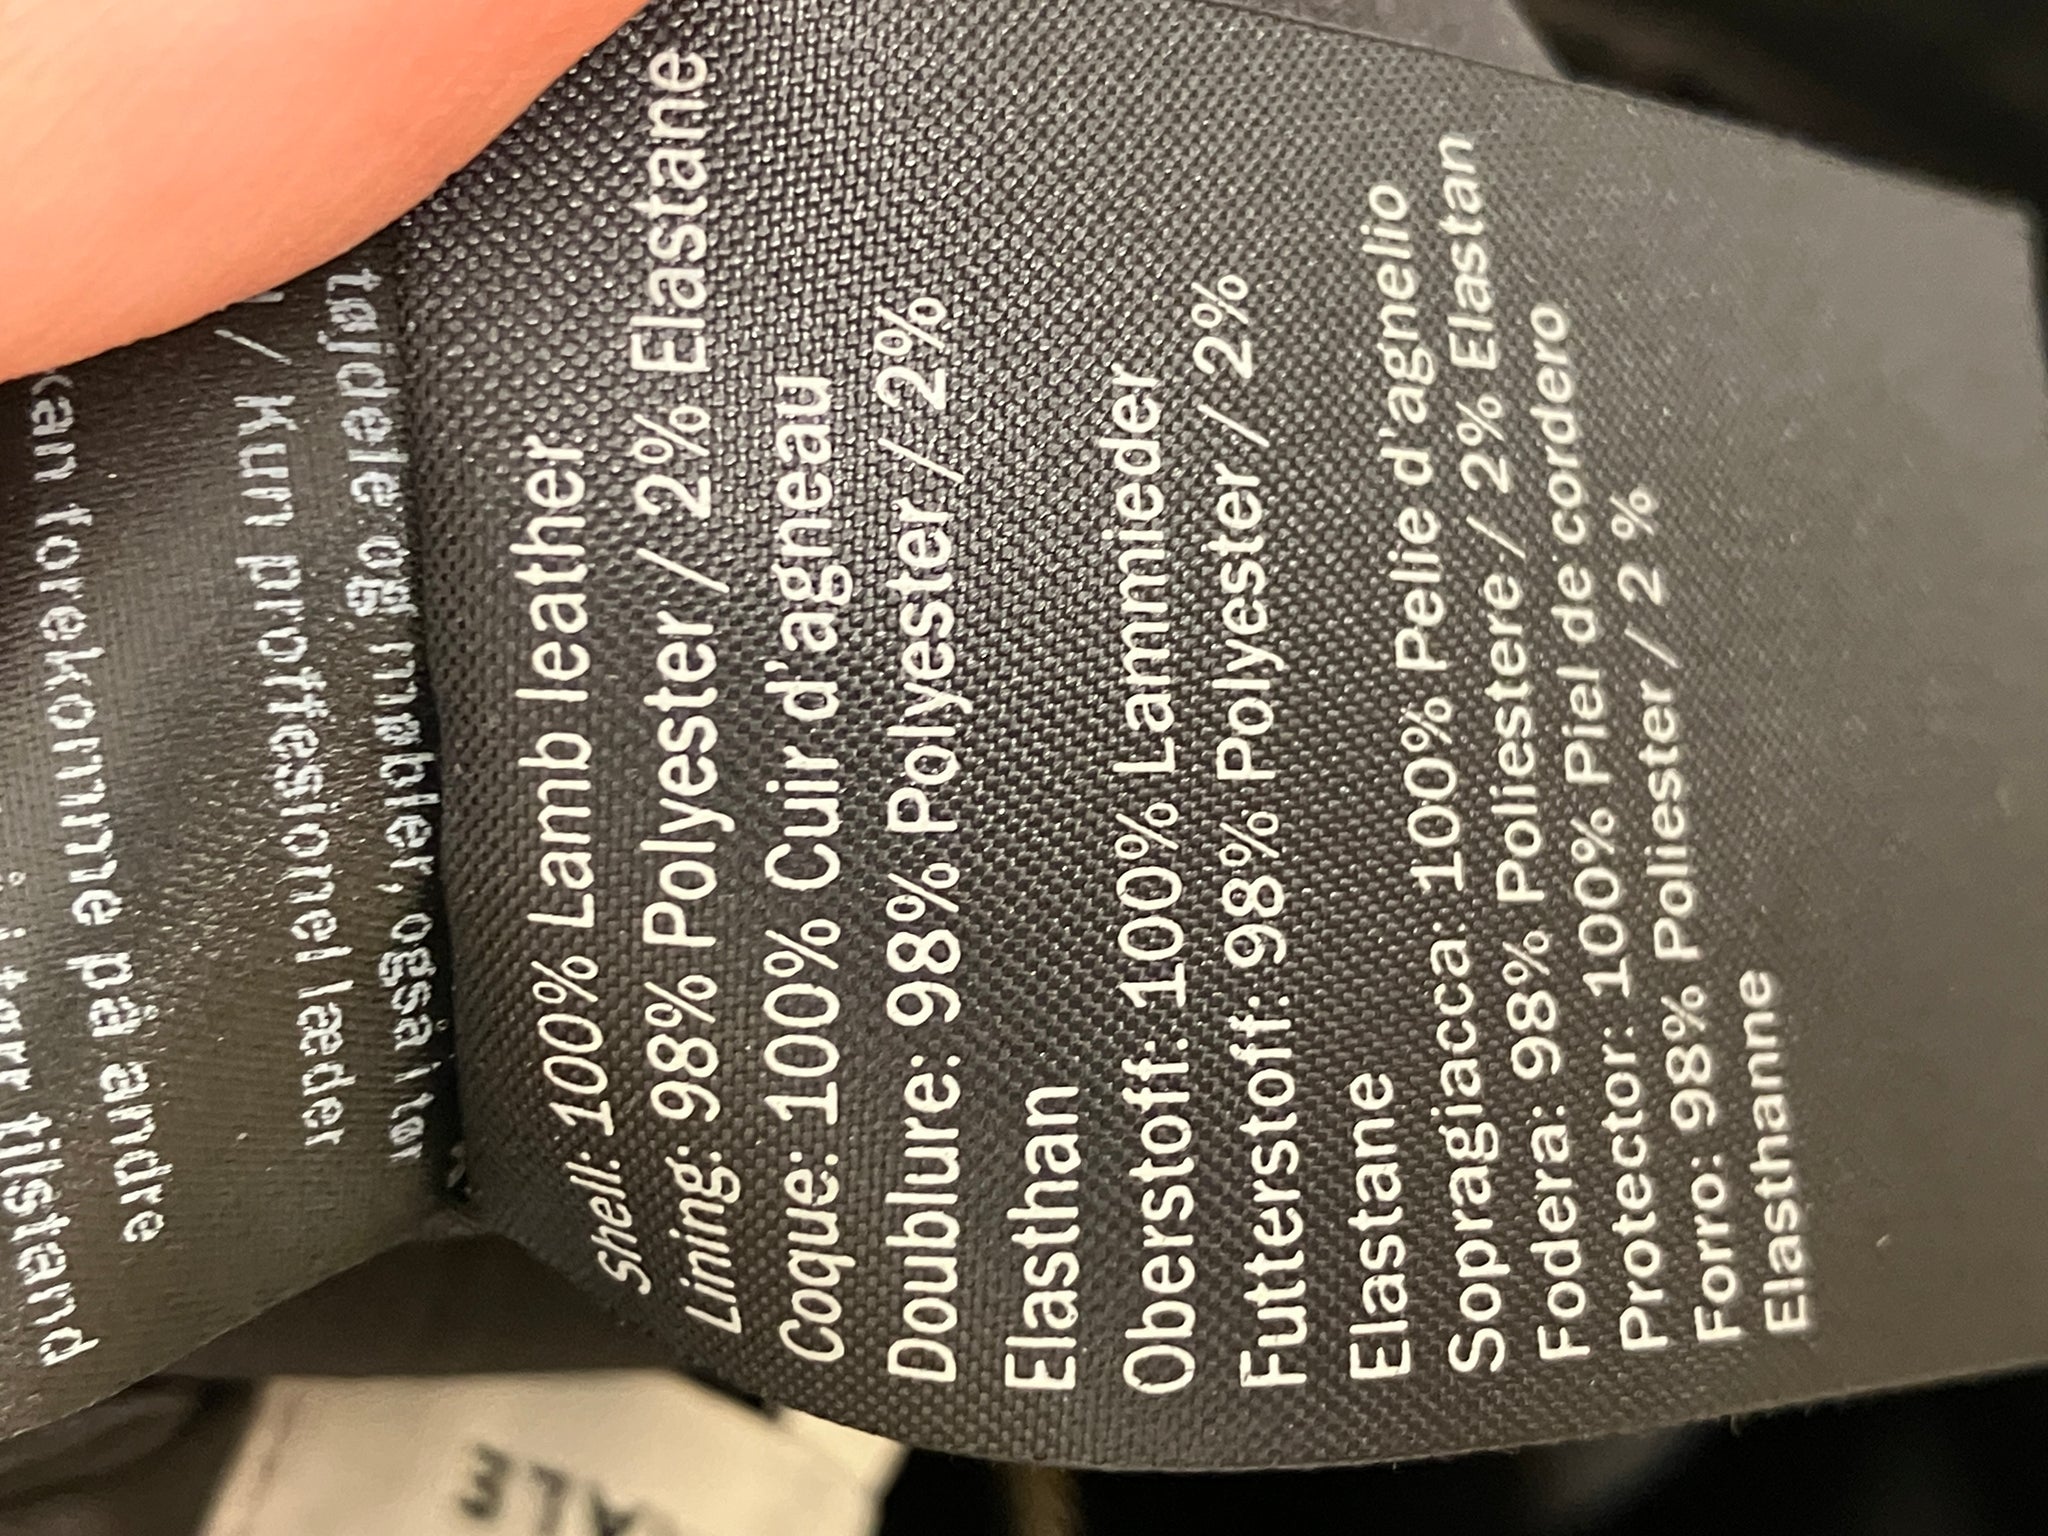 tilstand
kan forekomme på andre
/ Kun professionel læder
Shell: 100% Lamb leather
Lining: 98% Polyester / 2% Elastane
Coque: 100% Cuir d'agneau
Doublure: 98% Polyester / 2%
Elasthan
Oberstoff: 100% Lammieder
Futterstoff: 98% Polyester / 2%
Elastane
Sopragiacca: 100% Pelie d'agnelio
Fodera: 98% Poliestere / 2% Elastan
Protector: 100% Piel de cordero
Forro: 98% Poliester / 2 %
Elasthanne